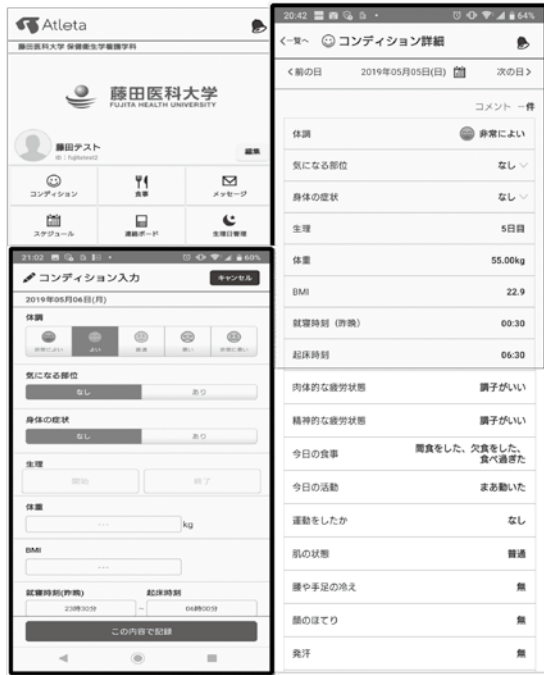 Atleta
藤田医科大学 保健衛生学看護学科
藤田医科大学
FUJITA HEALTH UNIVERSITY
藤田テスト
ID : fujitatest2
編集
コンディション
食事
メッセージ
スケジュール
連絡ボード
生理日管理
21:02
60%
コンディション入力
キャンセル
2019年05月06日(月)
体調
非常によい
よい
普通
悪い
非常に悪い
気になる部位
なし
あり
身体の症状
なし
あり
生理
開始
終了
体重
... kg
BMI
...
就寝時刻(昨晩) 起床時刻
23時30分 ~ 06時00分
この内容で記録
20:42
64%
<一覧へ コンディション詳細
<前の日 2019年05月05日(日) 次の日>
コメント ー件
体調 非常によい
気になる部位 なし
身体の症状 なし
生理 5日目
体重 55.00kg
BMI 22.9
就寝時刻（昨晩） 00:30
起床時刻 06:30
肉体的な疲労状態 調子がいい
精神的な疲労状態 調子がいい
今日の食事 間食をした、欠食をした、
食べ過ぎた
今日の活動 まあ動いた
運動をしたか なし
肌の状態 普通
腰や手足の冷え 無
顔のほてり 無
発汗 無